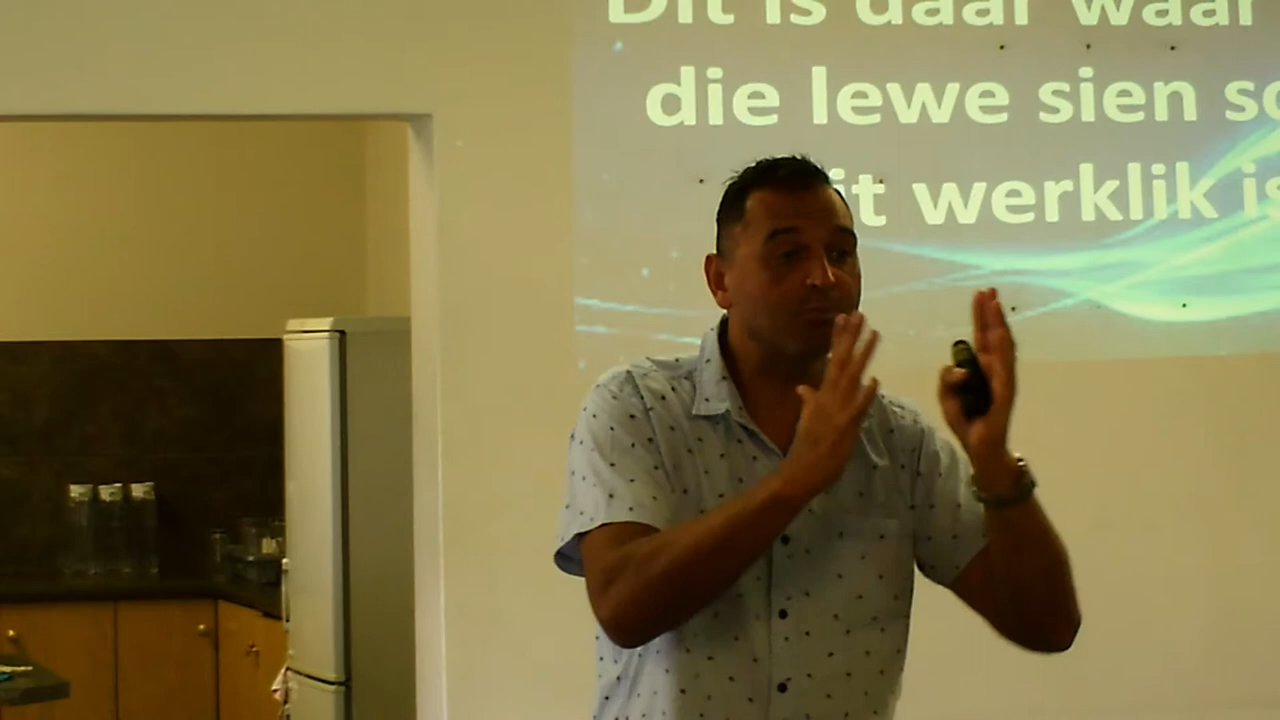 Dit is daar waar
die lewe sien
werklik is